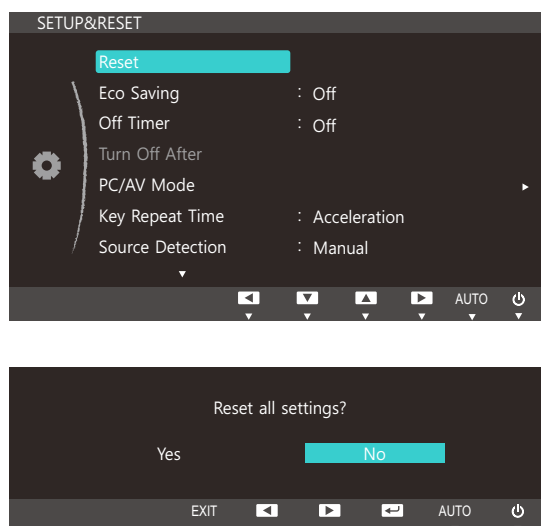 SETUP&RESET
Reset
Eco Saving : Off
Off Timer : Off
Turn Off After
PC/AV Mode
Key Repeat Time : Acceleration
Source Detection : Manual
AUTO
Reset all settings?
Yes No
EXIT AUTO